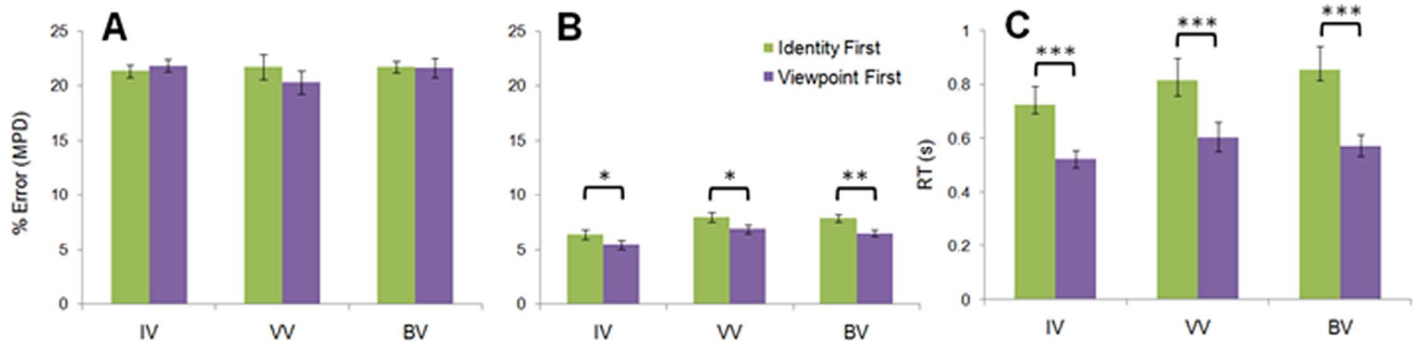 A
% Error (MPD)
25
20
15
10
5
0
IV
VV
BV
B
Identity First
Viewpoint First
25
20
15
10
5
0
*
*
**
IV
VV
BV
C
RT (s)
1
0.8
0.6
0.4
0.2
0
***
***
***
IV
VV
BV